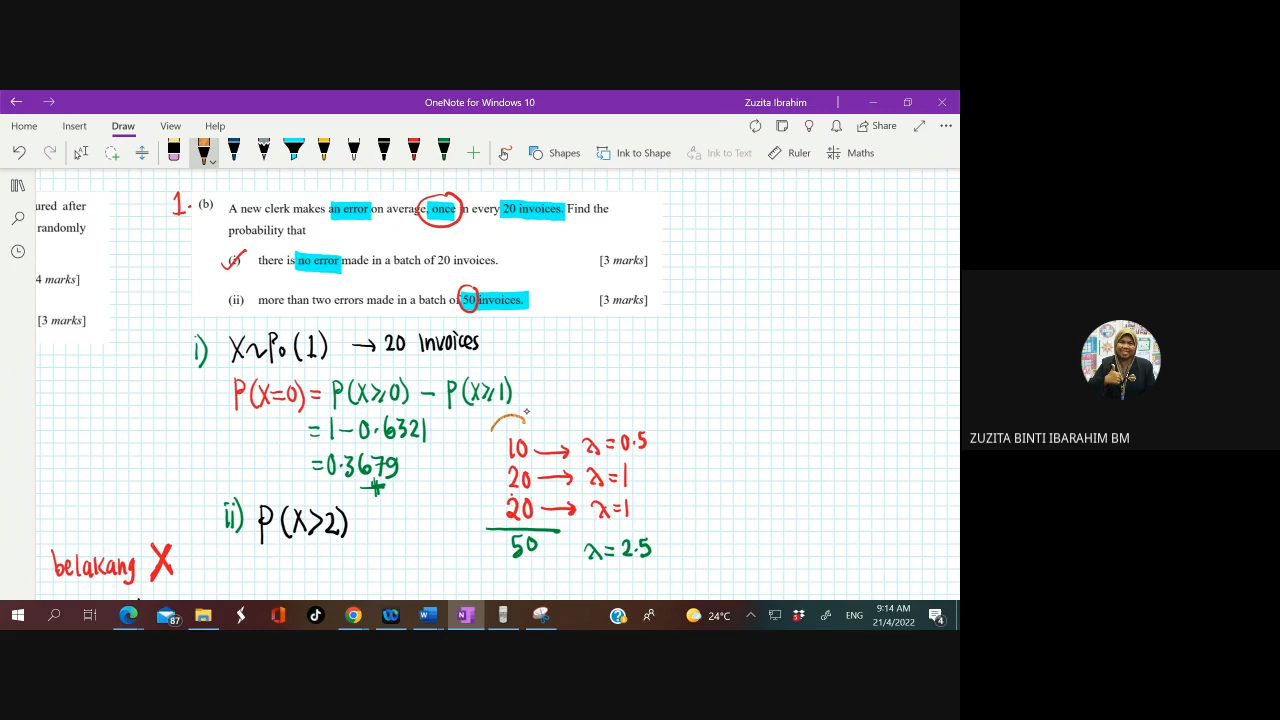 OneNote for Windows 10
Zuzita Ibrahim
Home Insert Draw View Help
Share
Shapes Ink to Shape Ink to Text Ruler Maths
ured after
randomly
4 marks]
[3 marks]
1. (b) A new clerk makes an error on average, once in every 20 invoices. Find the
probability that
(i) there is no error made in a batch of 20 invoices. [3 marks]
(ii) more than two errors made in a batch of 50 invoices. [3 marks]
i) X~Po(1) → 20 Invoices
P(X=0) = P(X≥0) - P(X≥1)
= 1 - 0.6321
= 0.3679
10 → λ = 0.5
20 → λ = 1
20 → λ = 1
50 λ = 2.5
ii) P(X>2)
belakang X
ZUZITA BINTI IBARAHIM BM
87
24°C
ENG
9:14 AM
21/4/2022
4